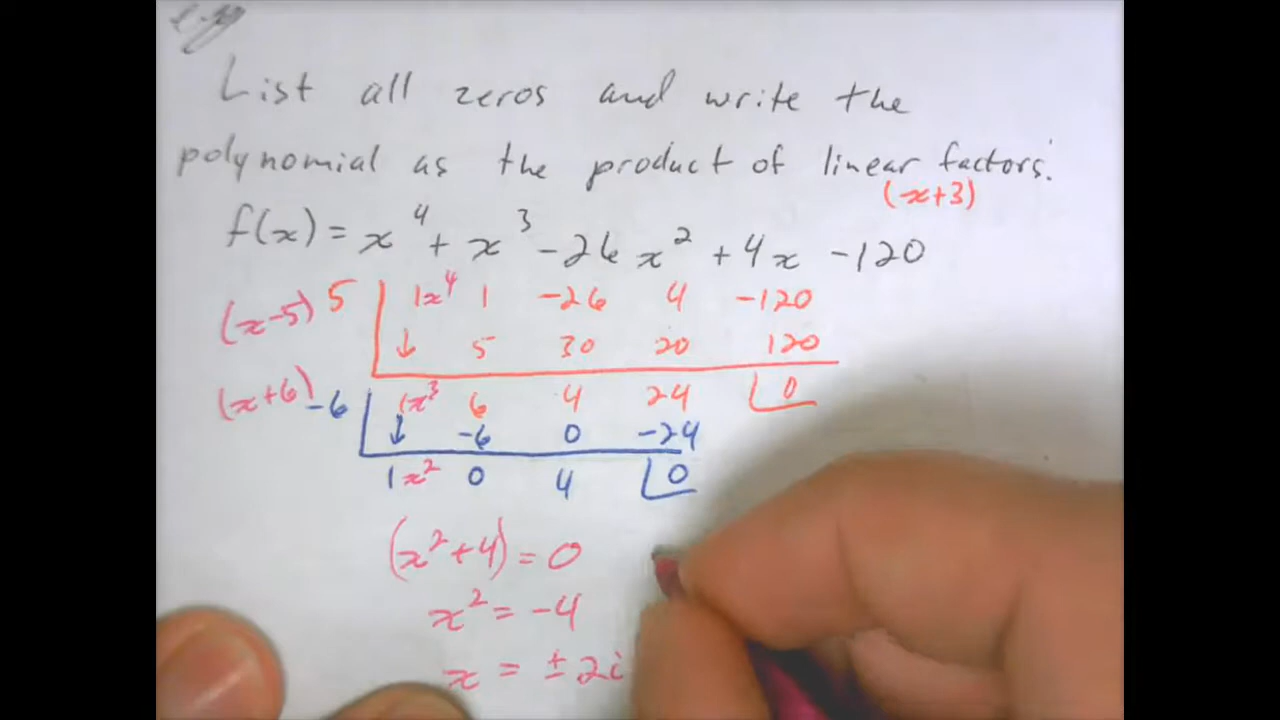 e.g
List all zeros and write the
polynomial as the product of linear factors.
(x+3)
f(x) = x⁴ + x³ - 26x² + 4x - 120
(x-5) 5 | 1x⁴ 1 -26 4 -120
↓ 5 30 20 120
(x+6) -6 | 1x³ 6 4 24 | 0
↓ -6 0 -24
1x² 0 4 | 0
(x²+4) = 0
x² = -4
x = ± 2i